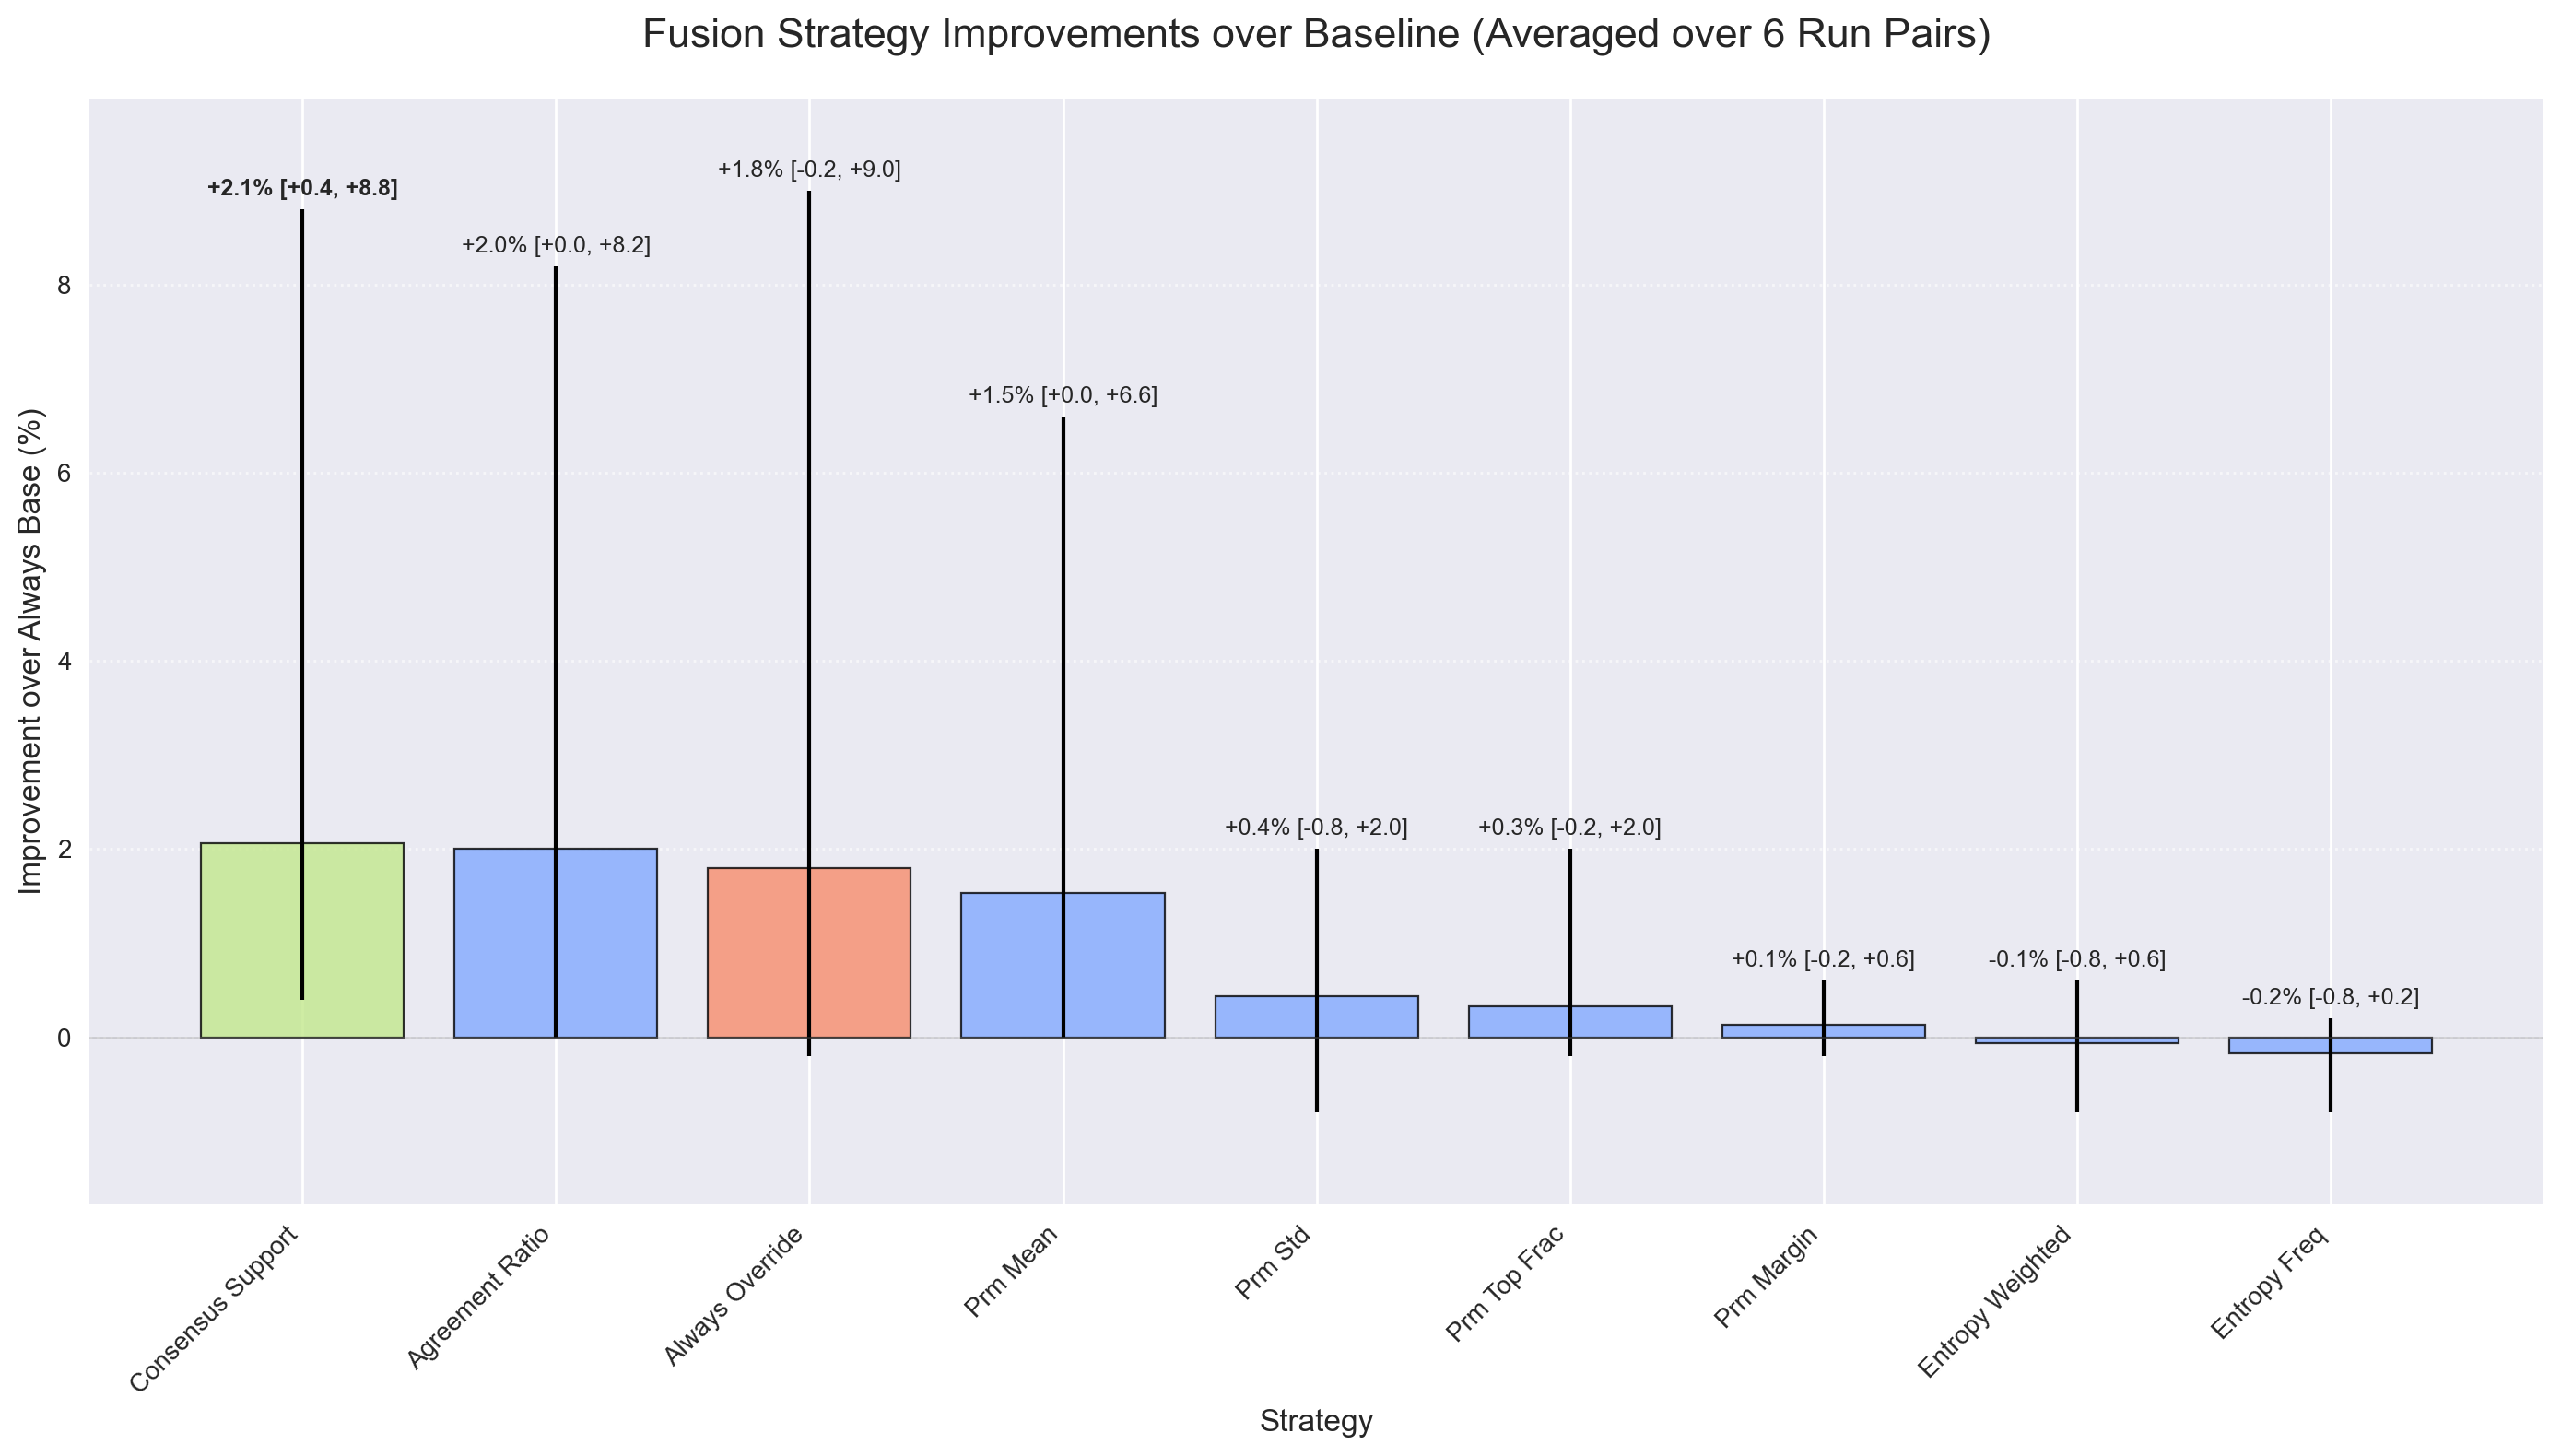 Fusion Strategy Improvements over Baseline (Averaged over 6 Run Pairs)
Improvement over Always Base (%)
8
6
4
2
0
+2.1% [+0.4, +8.8]
+2.0% [+0.0, +8.2]
+1.8% [-0.2, +9.0]
+1.5% [+0.0, +6.6]
+0.4% [-0.8, +2.0]
+0.3% [-0.2, +2.0]
+0.1% [-0.2, +0.6]
-0.1% [-0.8, +0.6]
-0.2% [-0.8, +0.2]
Consensus Support
Agreement Ratio
Always Override
Prm Mean
Prm Std
Prm Top Frac
Prm Margin
Entropy Weighted
Entropy Freq
Strategy